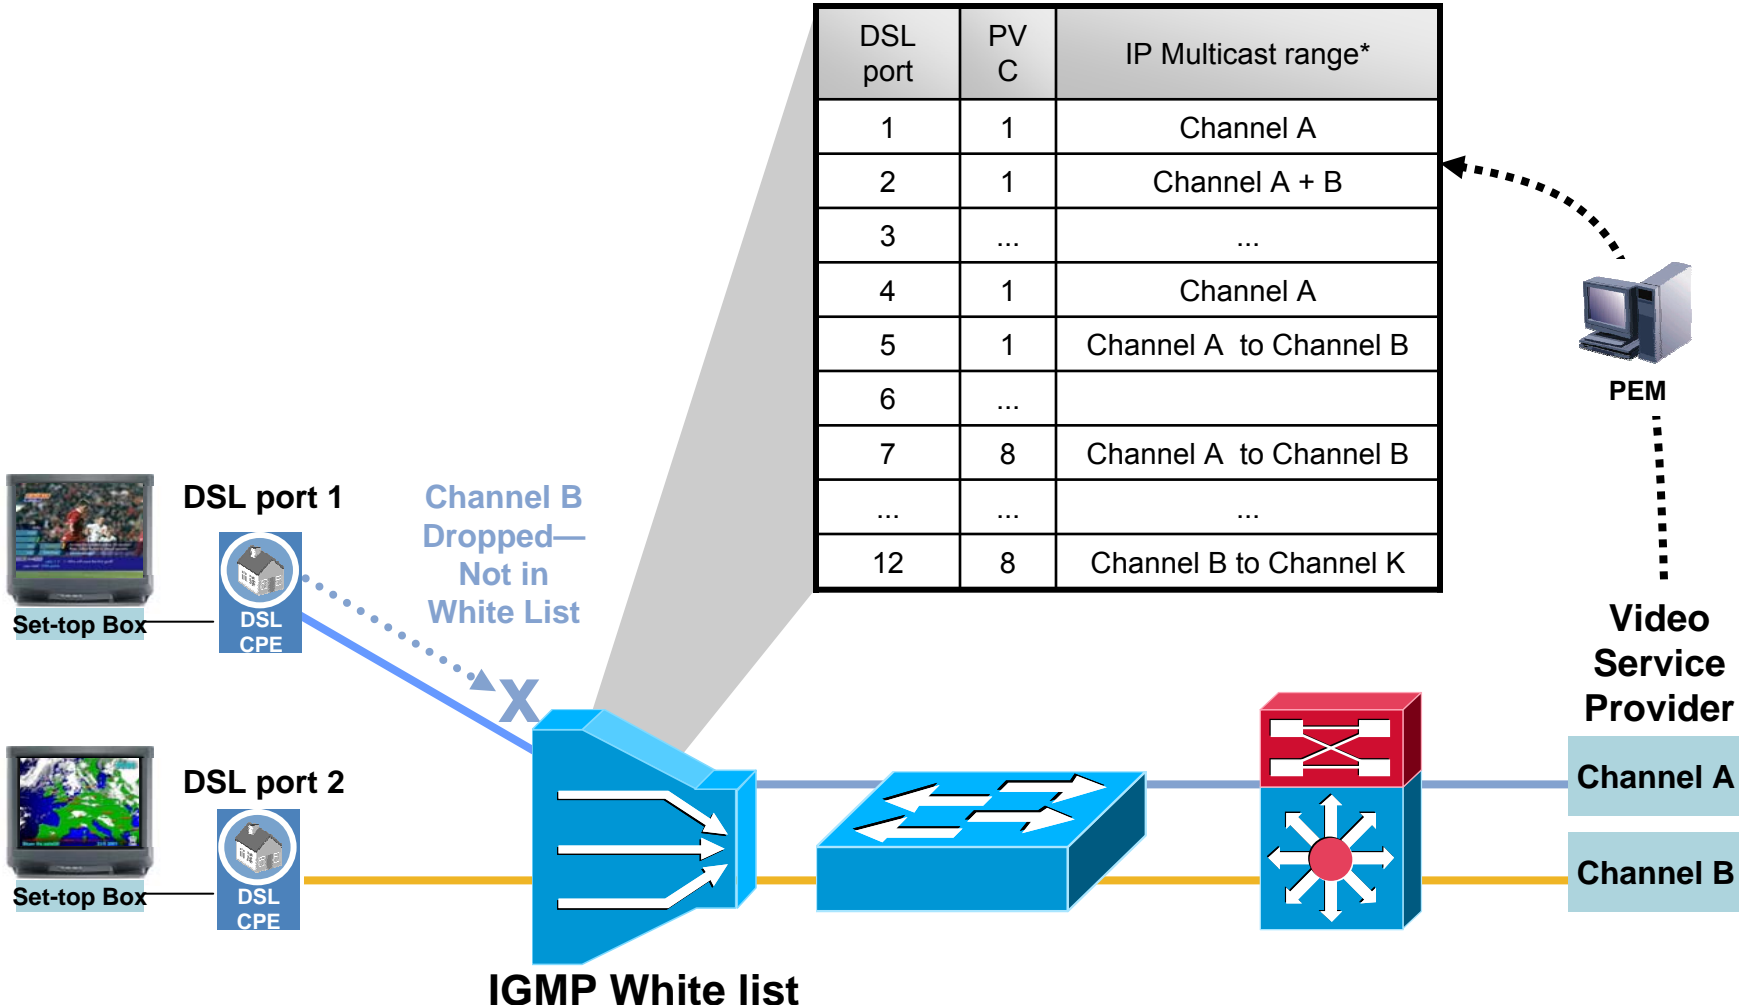 DSL port
PV C
IP Multicast range*
1 1 Channel A
2 1 Channel A + B
3 ... ...
4 1 Channel A
5 1 Channel A to Channel B
6 ...
7 8 Channel A to Channel B
... ... ...
12 8 Channel B to Channel K
PEM
DSL port 1
Channel B
Dropped—
Not in
White List
Set-top Box
DSL
CPE
Video
Service
Provider
DSL port 2
Channel A
Set-top Box
DSL
CPE
Channel B
IGMP White list